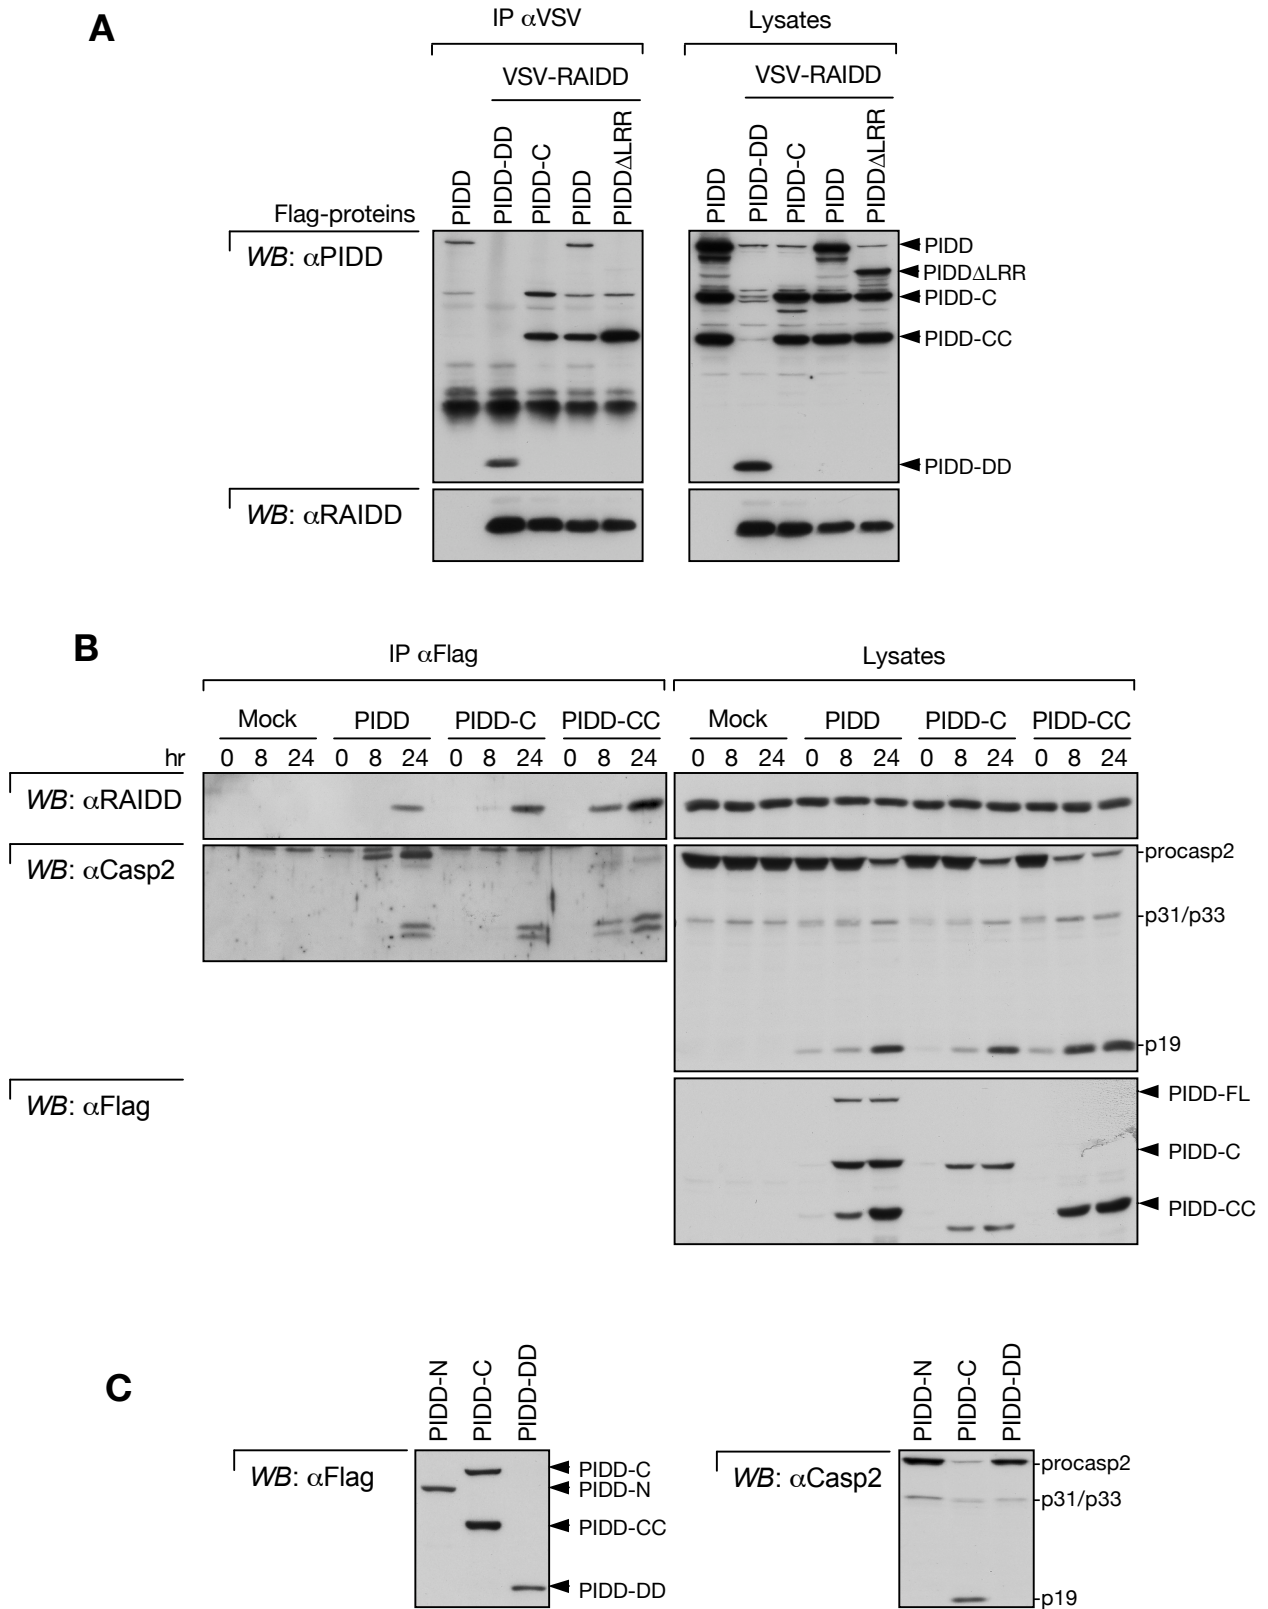 A
IP αVSV
Lysates
VSV-RAIDD
VSV-RAIDD
Flag-proteins
PIDD
PIDD-DD
PIDD-C
PIDD
PIDDΔLRR
PIDD
PIDD-DD
PIDD-C
PIDD
PIDDΔLRR
WB: αPIDD
PIDD
PIDDΔLRR
PIDD-C
PIDD-CC
PIDD-DD
WB: αRAIDD
B
IP αFlag
Lysates
Mock PIDD PIDD-C PIDD-CC Mock PIDD PIDD-C PIDD-CC
hr 0 8 24 0 8 24 0 8 24 0 8 24 0 8 24 0 8 24 0 8 24 0 8 24
WB: αRAIDD
WB: αCasp2
procasp2
p31/p33
p19
WB: αFlag
PIDD-FL
PIDD-C
PIDD-CC
C
PIDD-N
PIDD-C
PIDD-DD
WB: αFlag
PIDD-C
PIDD-N
PIDD-CC
PIDD-DD
PIDD-N
PIDD-C
PIDD-DD
WB: αCasp2
procasp2
p31/p33
p19